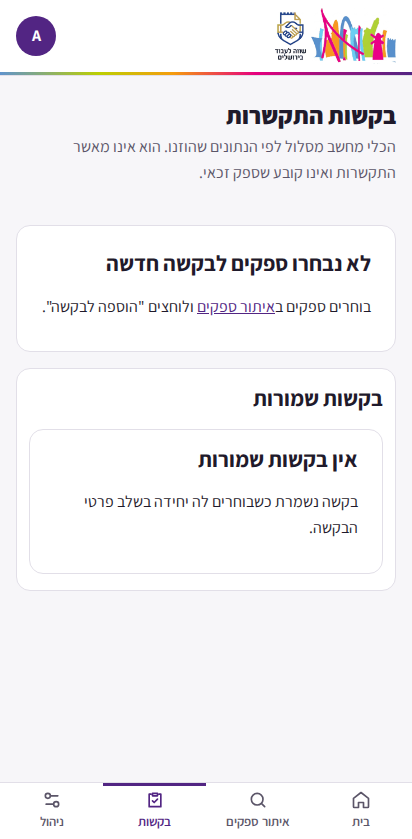 A
שווה לעבוד
בירושלים
בקשות התקשרות
הכלי מחשב מסלול לפי הנתונים שהוזנו. הוא אינו מאשר
התקשרות ואינו קובע שספק זכאי.
לא נבחרו ספקים לבקשה חדשה
בוחרים ספקים באיתור ספקים ולוחצים "הוספה לבקשה".
בקשות שמורות
אין בקשות שמורות
בקשה נשמרת כשבוחרים לה יחידה בשלב פרטי
הבקשה.
בית
איתור ספקים
בקשות
ניהול